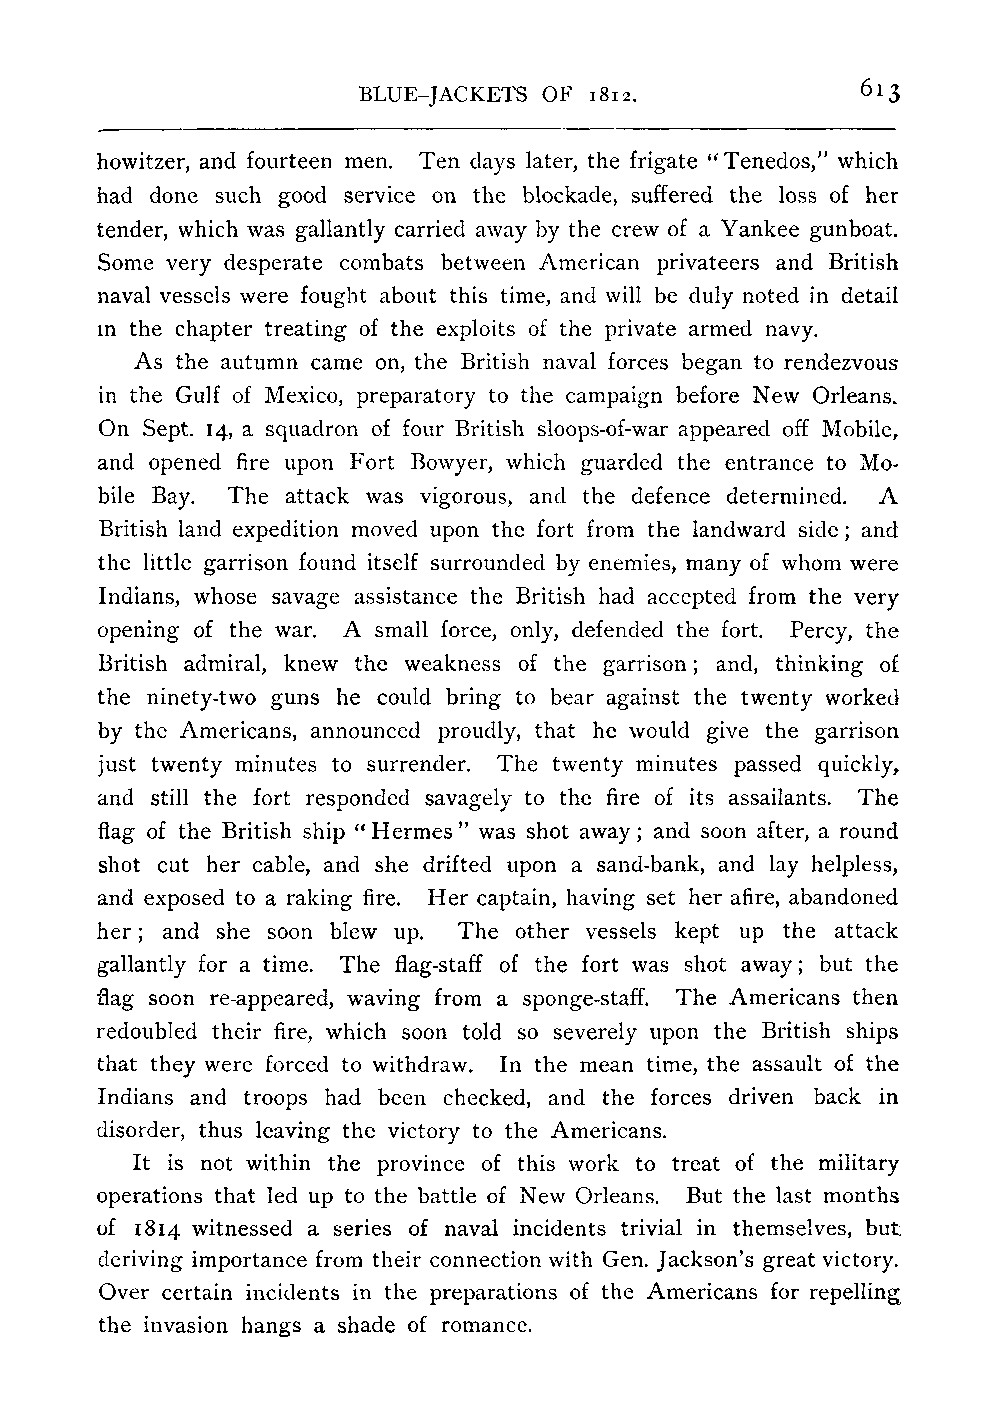 BLUE-JACKETS OF 1812. 613
howitzer, and fourteen men. Ten days later, the frigate "Tenedos," which
had done such good service on the blockade, suffered the loss of her
tender, which was gallantly carried away by the crew of a Yankee gunboat.
Some very desperate combats between American privateers and British
naval vessels were fought about this time, and will be duly noted in detail
in the chapter treating of the exploits of the private armed navy.
As the autumn came on, the British naval forces began to rendezvous
in the Gulf of Mexico, preparatory to the campaign before New Orleans.
On Sept. 14, a squadron of four British sloops-of-war appeared off Mobile,
and opened fire upon Fort Bowyer, which guarded the entrance to Mo-
bile Bay. The attack was vigorous, and the defence determined. A
British land expedition moved upon the fort from the landward side; and
the little garrison found itself surrounded by enemies, many of whom were
Indians, whose savage assistance the British had accepted from the very
opening of the war. A small force, only, defended the fort. Percy, the
British admiral, knew the weakness of the garrison; and, thinking of
the ninety-two guns he could bring to bear against the twenty worked
by the Americans, announced proudly, that he would give the garrison
just twenty minutes to surrender. The twenty minutes passed quickly,
and still the fort responded savagely to the fire of its assailants. The
flag of the British ship "Hermes" was shot away; and soon after, a round
shot cut her cable, and she drifted upon a sand-bank, and lay helpless,
and exposed to a raking fire. Her captain, having set her afire, abandoned
her; and she soon blew up. The other vessels kept up the attack
gallantly for a time. The flag-staff of the fort was shot away; but the
flag soon re-appeared, waving from a sponge-staff. The Americans then
redoubled their fire, which soon told so severely upon the British ships
that they were forced to withdraw. In the mean time, the assault of the
Indians and troops had been checked, and the forces driven back in
disorder, thus leaving the victory to the Americans.
It is not within the province of this work to treat of the military
operations that led up to the battle of New Orleans. But the last months
of 1814 witnessed a series of naval incidents trivial in themselves, but
deriving importance from their connection with Gen. Jackson's great victory.
Over certain incidents in the preparations of the Americans for repelling
the invasion hangs a shade of romance.